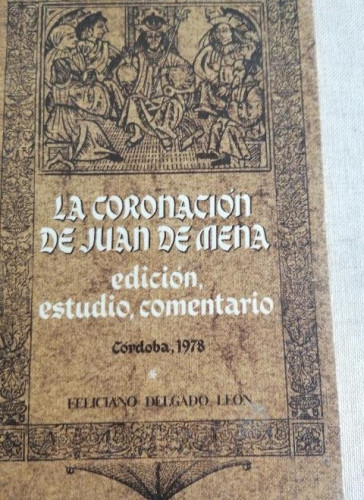 LA CORONACIÓN
DE JUAN DE MENA
edición,
estudio, comentario
Córdoba, 1978
*
FELICIANO DELGADO LEÓN